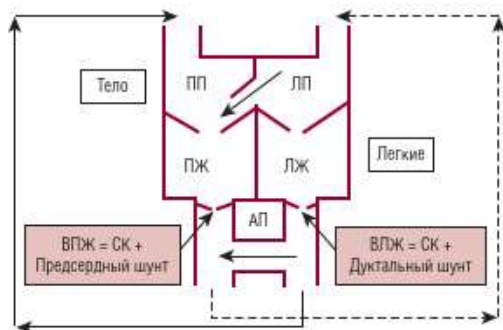 ПП
ЛП
Тело
ПЖ
ЛЖ
Легкие
АП
ВПЖ = СК +
Предсердный шунт
ВЛЖ = СК +
Дуктальный шунт